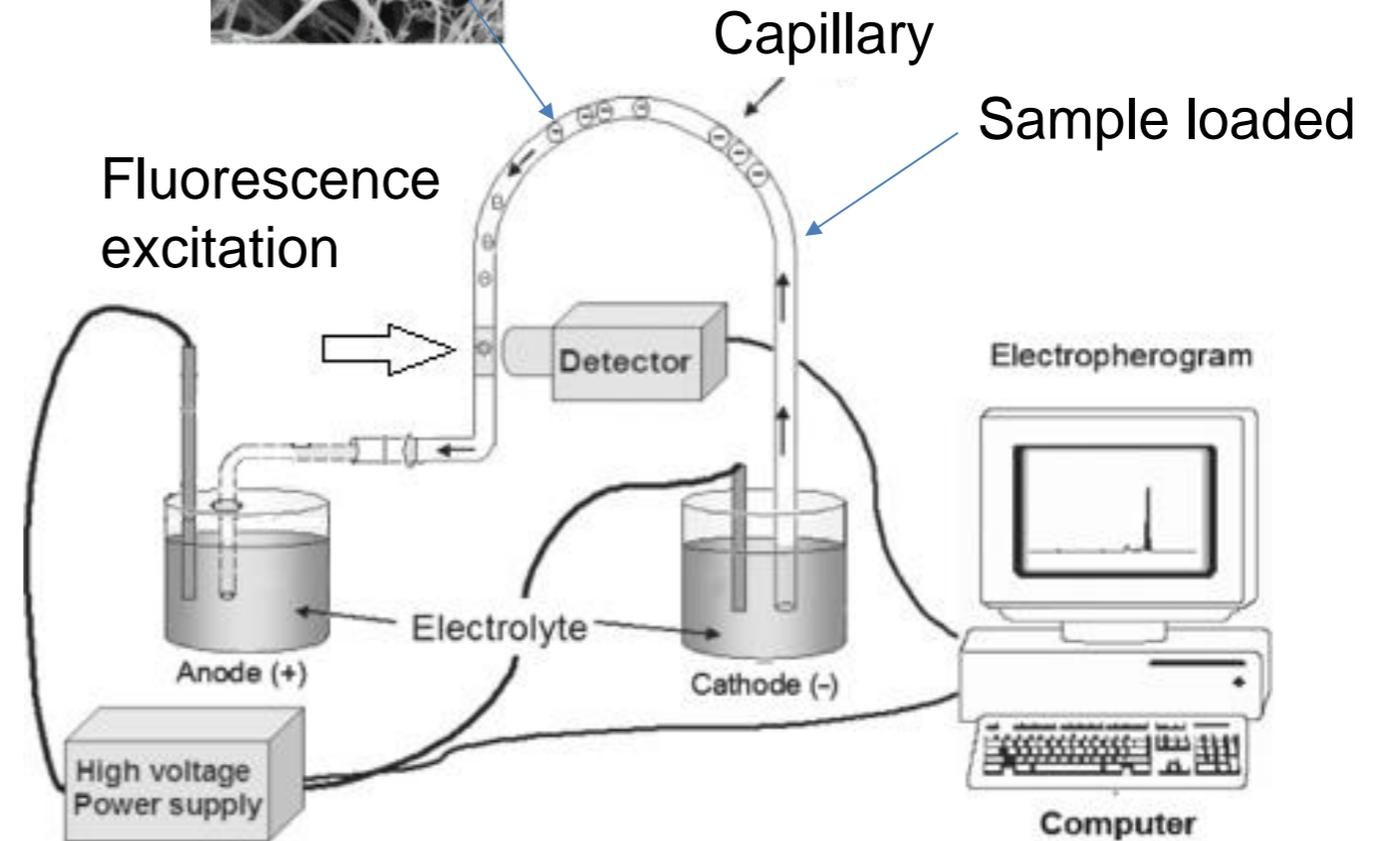 Capillary
Sample loaded
Fluorescence
excitation
Detector
Electropherogram
Electrolyte
Anode (+)
Cathode (-)
High voltage
Power supply
Computer